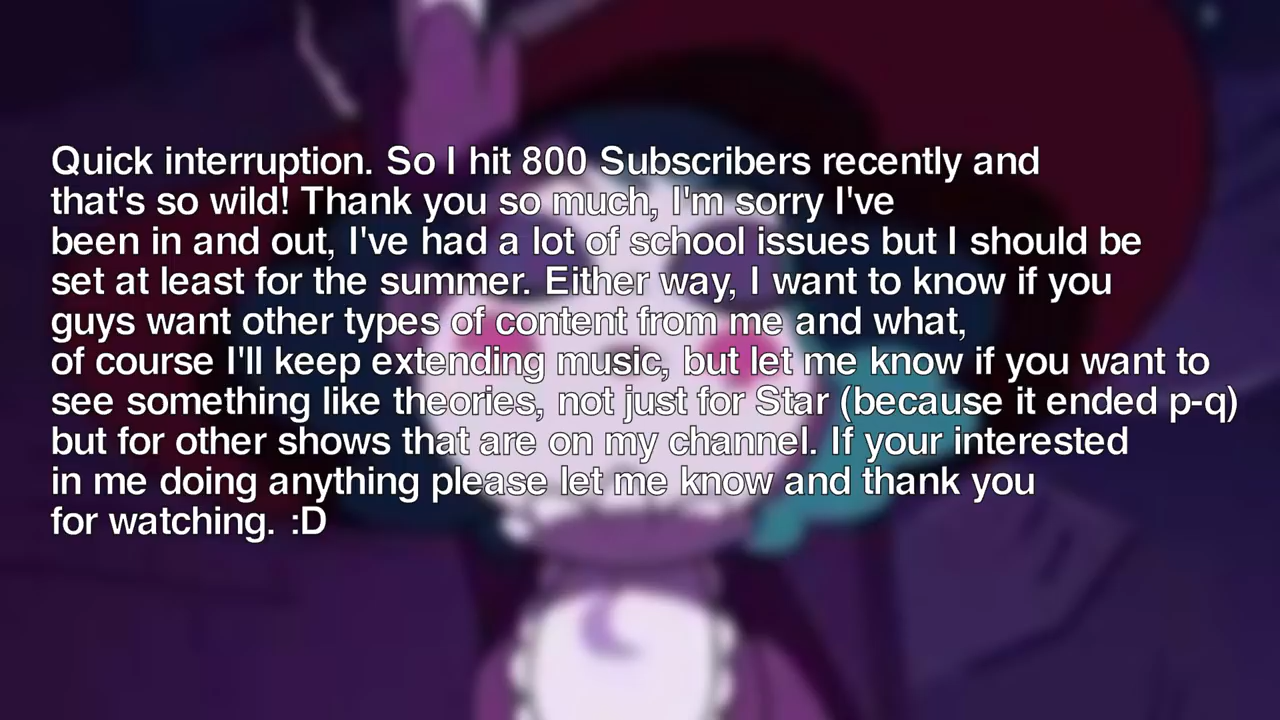 Quick interruption. So I hit 800 Subscribers recently and
that's so wild! Thank you so much, I'm sorry I've
been in and out, I've had a lot of school issues but I should be
set at least for the summer. Either way, I want to know if you
guys want other types of content from me and what,
of course I'll keep extending music, but let me know if you want to
see something like theories, not just for Star (because it ended p-q)
but for other shows that are on my channel. If your interested
in me doing anything please let me know and thank you
for watching. :D